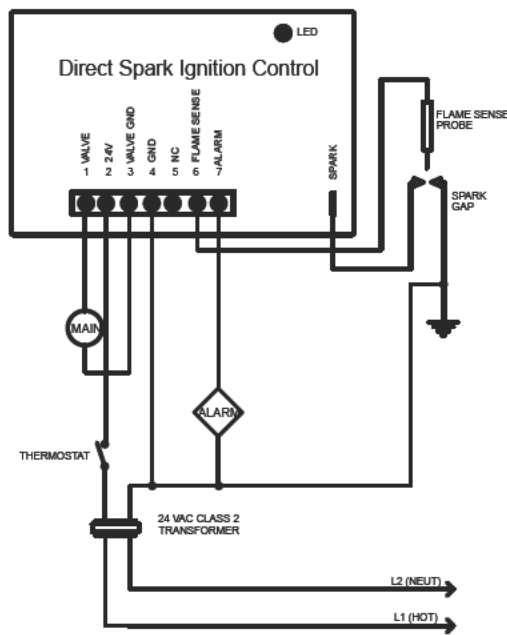 LED
Direct Spark Ignition Control
VALVE
24V
VALVE GND
GND
NC
FLAME SENSE
ALARM
1 2 3 4 5 6 7
SPARK
FLAME SENSE
PROBE
SPARK
GAP
MAIN
ALARM
THERMOSTAT
24 VAC CLASS 2
TRANSFORMER
L2 (NEUT)
L1 (HOT)